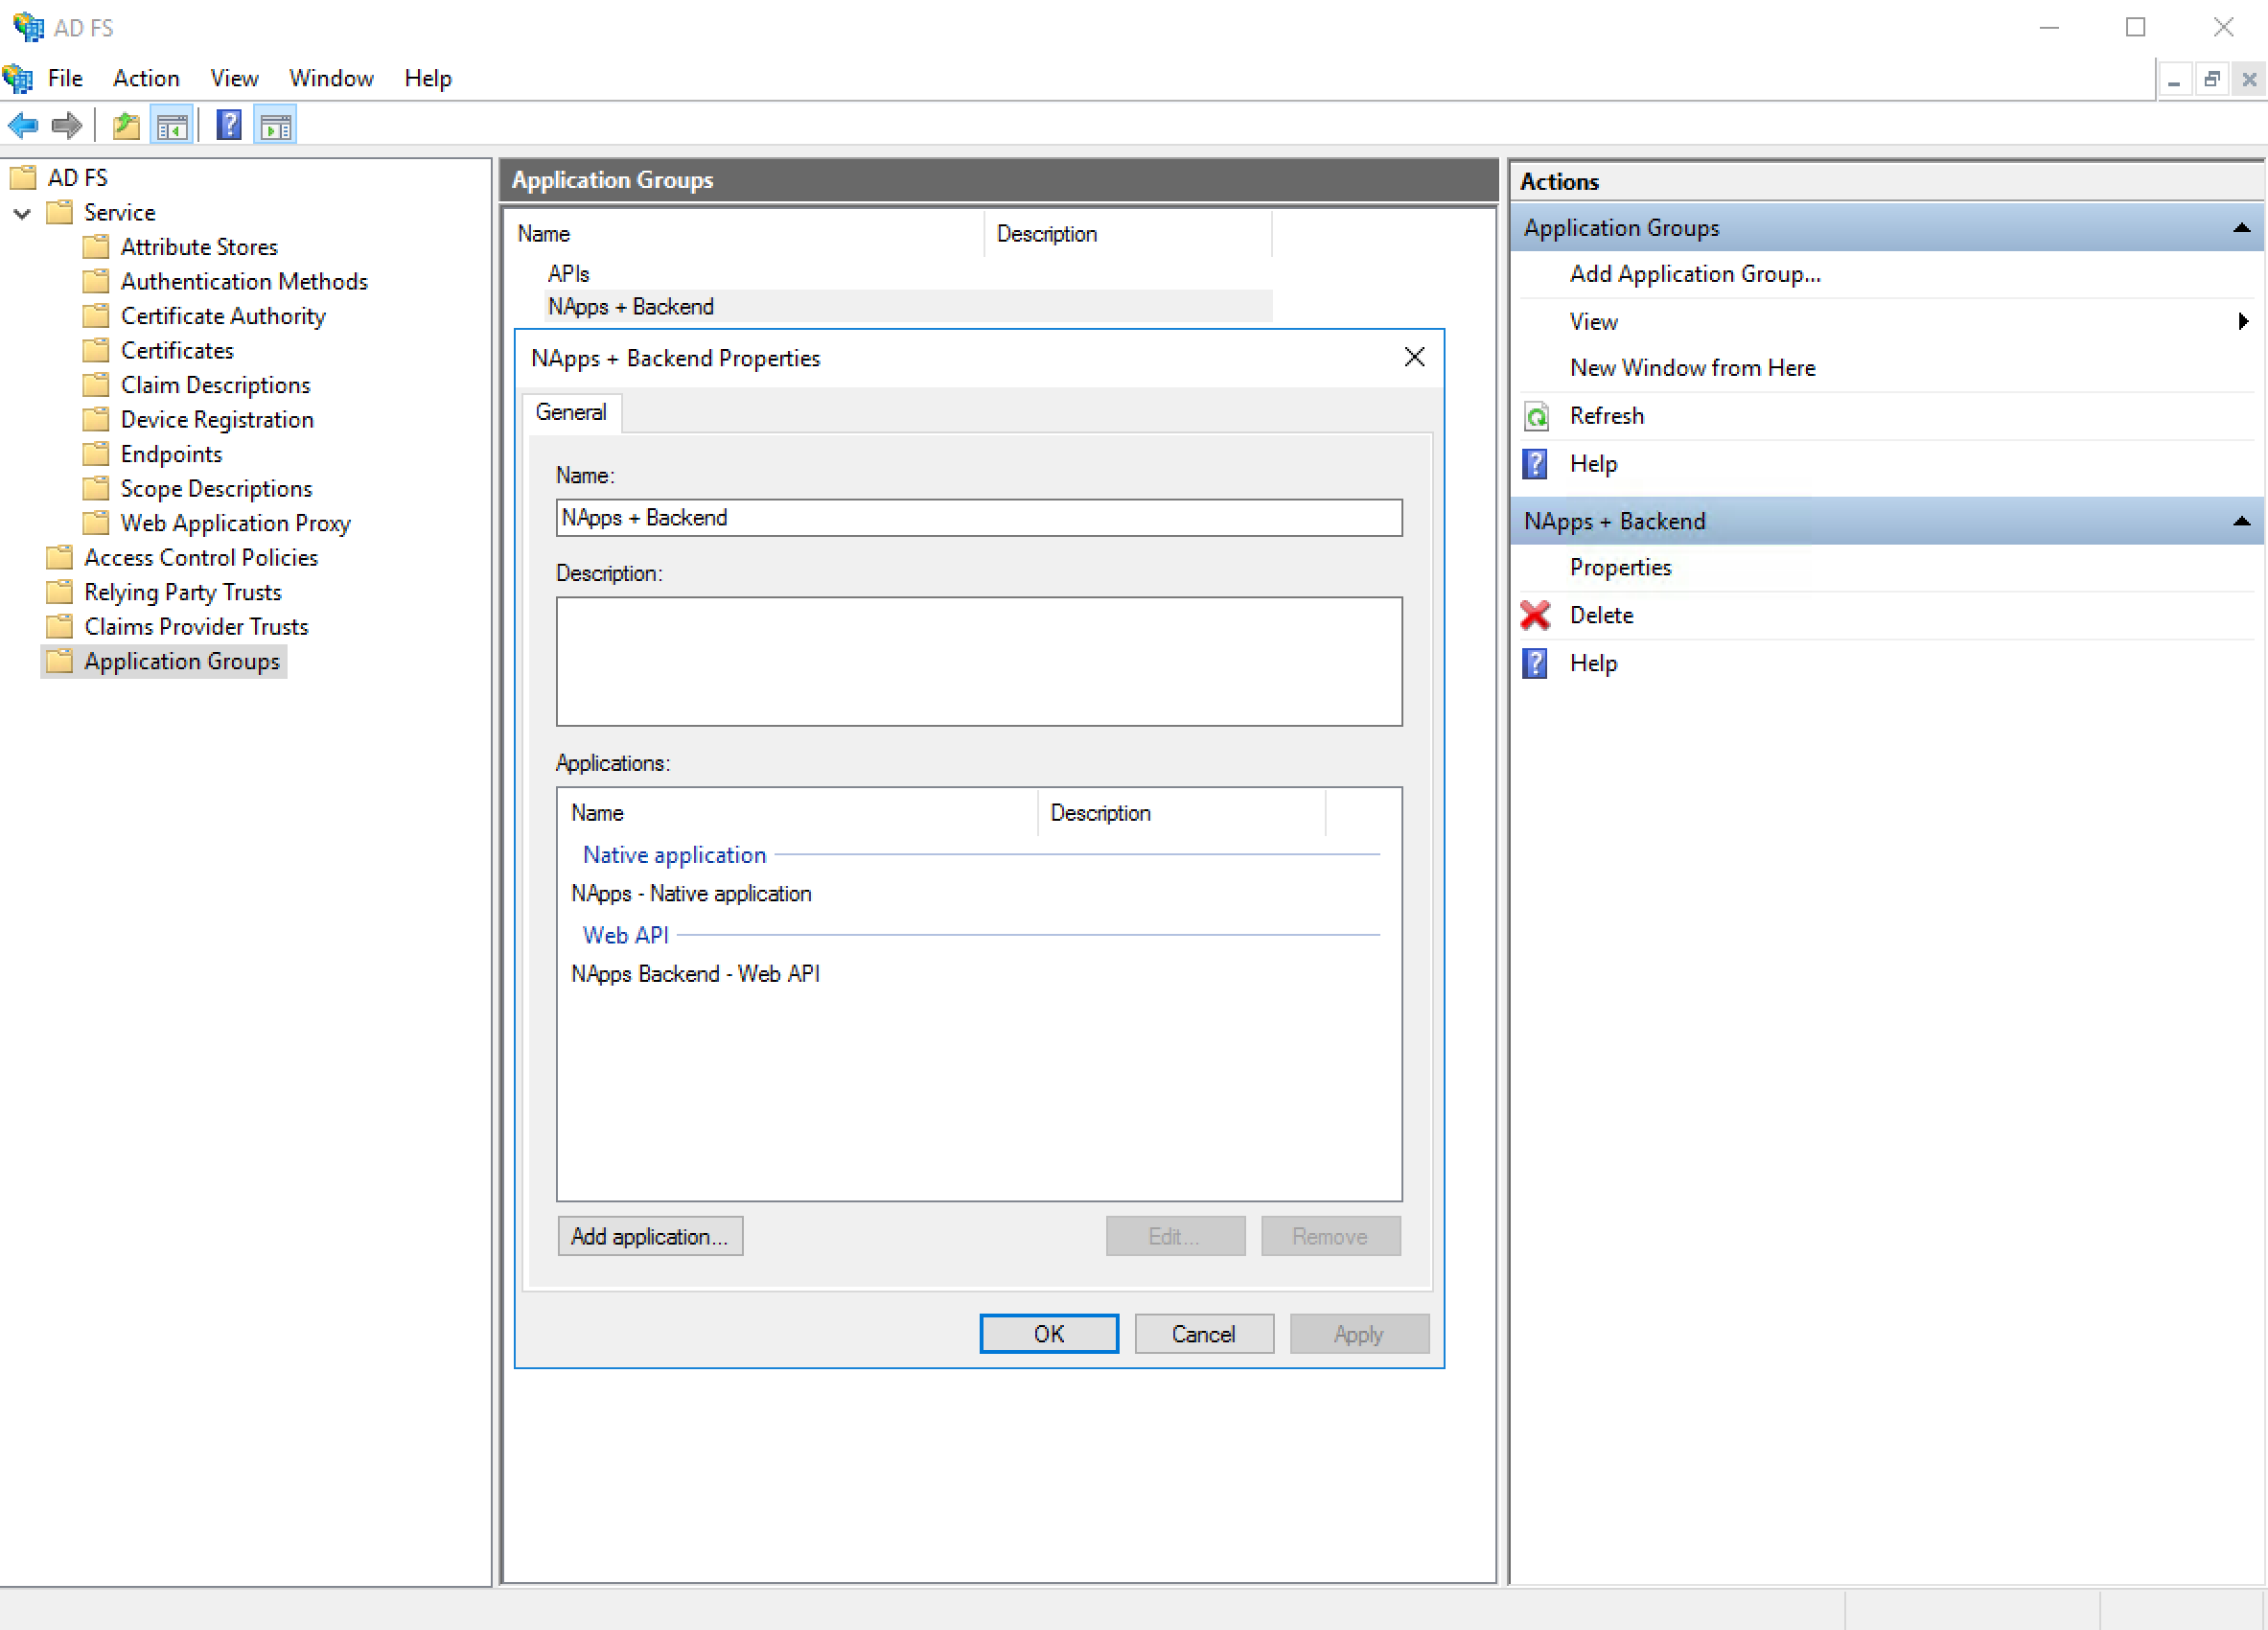 AD FS
File Action View Window Help
AD FS
Service
Attribute Stores
Authentication Methods
Certificate Authority
Certificates
Claim Descriptions
Device Registration
Endpoints
Scope Descriptions
Web Application Proxy
Access Control Policies
Relying Party Trusts
Claims Provider Trusts
Application Groups
Application Groups
Name Description
APIs
NApps + Backend
NApps + Backend Properties
General
Name:
NApps + Backend
Description:
Applications:
Name Description
Native application
NApps - Native application
Web API
NApps Backend - Web API
Add application... Edit... Remove
OK Cancel Apply
Actions
Application Groups
Add Application Group...
View
New Window from Here
Refresh
Help
NApps + Backend
Properties
Delete
Help